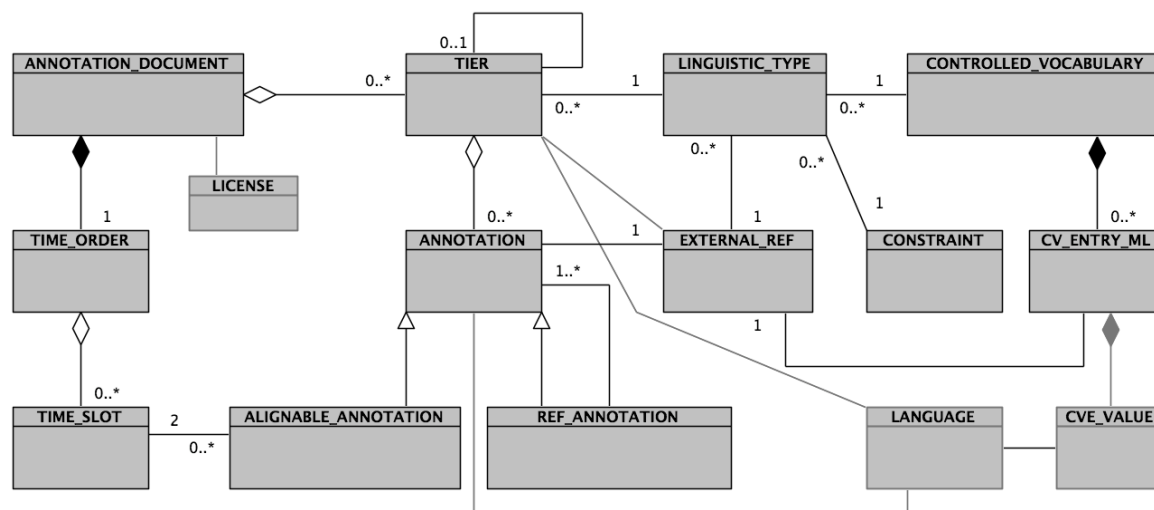 0..1
ANNOTATION_DOCUMENT
TIER
LINGUISTIC_TYPE
CONTROLLED_VOCABULARY
0..*
1
0..*
1
0..*
0..*
0..*
LICENSE
1
0..*
1
1
0..*
TIME_ORDER
ANNOTATION
1
EXTERNAL_REF
CONSTRAINT
CV_ENTRY_ML
1..*
1
0..*
TIME_SLOT
2
0..*
ALIGNABLE_ANNOTATION
REF_ANNOTATION
LANGUAGE
CVE_VALUE